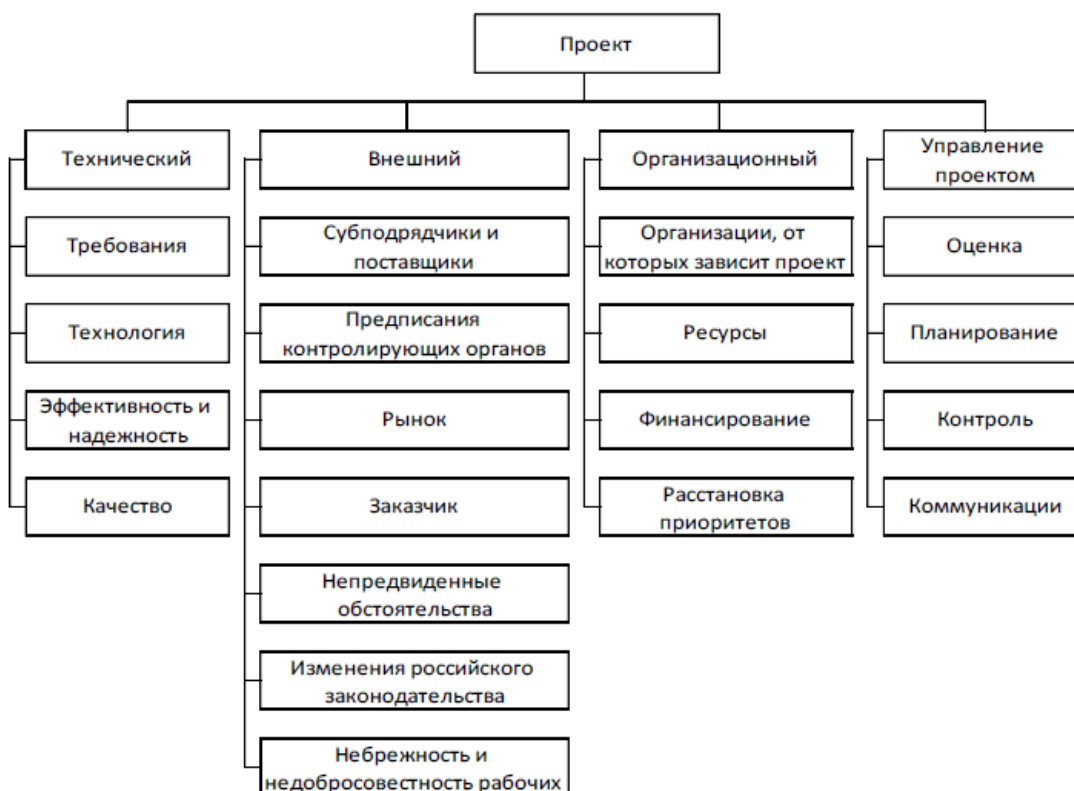 Проект
Технический
Требования
Технология
Эффективность и
надежность
Качество
Внешний
Субподрядчики и
поставщики
Предписания
контролирующих органов
Рынок
Заказчик
Непредвиденные
обстоятельства
Изменения российского
законодательства
Небрежность и
недобросовестность рабочих
Организационный
Организации, от
которых зависит проект
Ресурсы
Финансирование
Расстановка
приоритетов
Управление
проектом
Оценка
Планирование
Контроль
Коммуникации